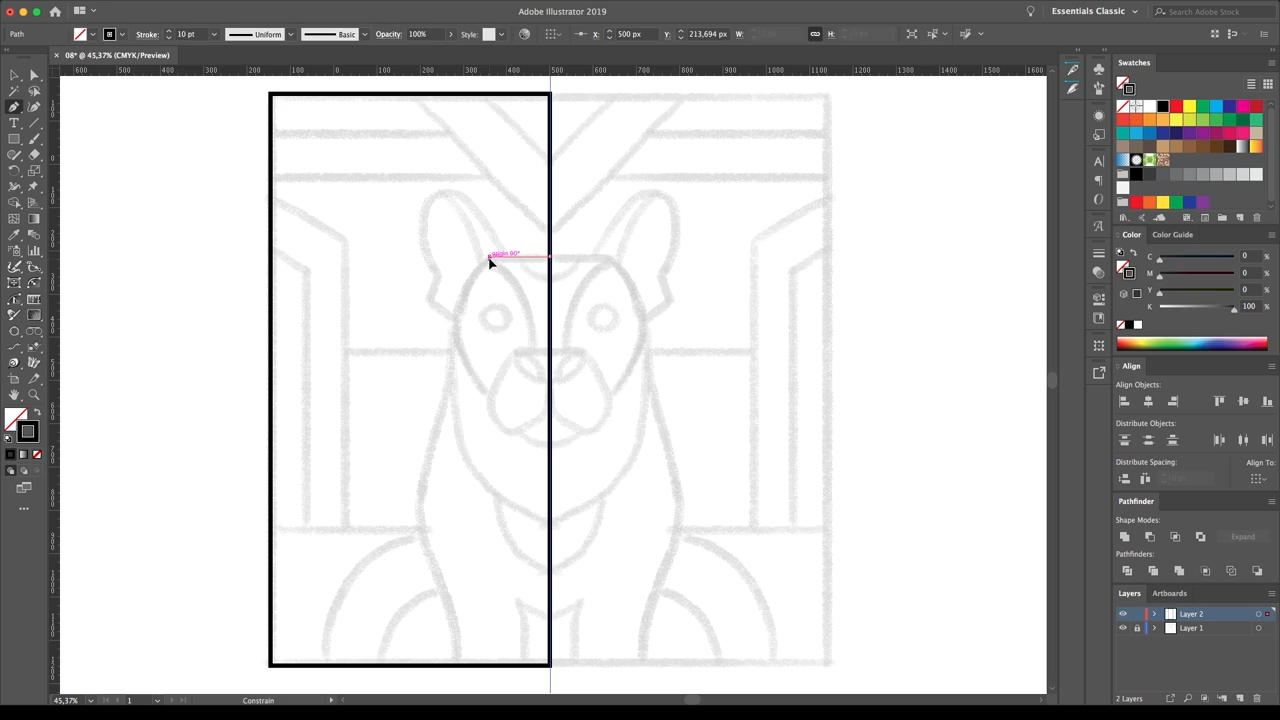 Adobe Illustrator 2019
Essentials Classic
Search Adobe Stock
Path
Stroke:
10 pt
Uniform
Basic
Opacity:
100%
Style:
X:
500 px
Y:
213,694 px
W:
H:
× 08* @ 45,37% (CMYK/Preview)
600 500 400 300 200 100 0 100 200 300 400 500 600 700 800 900 1000 1100 1200 1300 1400 1500 1600
origin 90°
Swatches
Color
Color Guide
C
0
%
M
0
%
Y
0
%
K
100
%
Align
Align Objects:
Distribute Objects:
Distribute Spacing:
Align To:
Pathfinder
Shape Modes:
Expand
Pathfinders:
Layers
Artboards
Layer 2
Layer 1
2 Layers
45,37%
1
Constrain